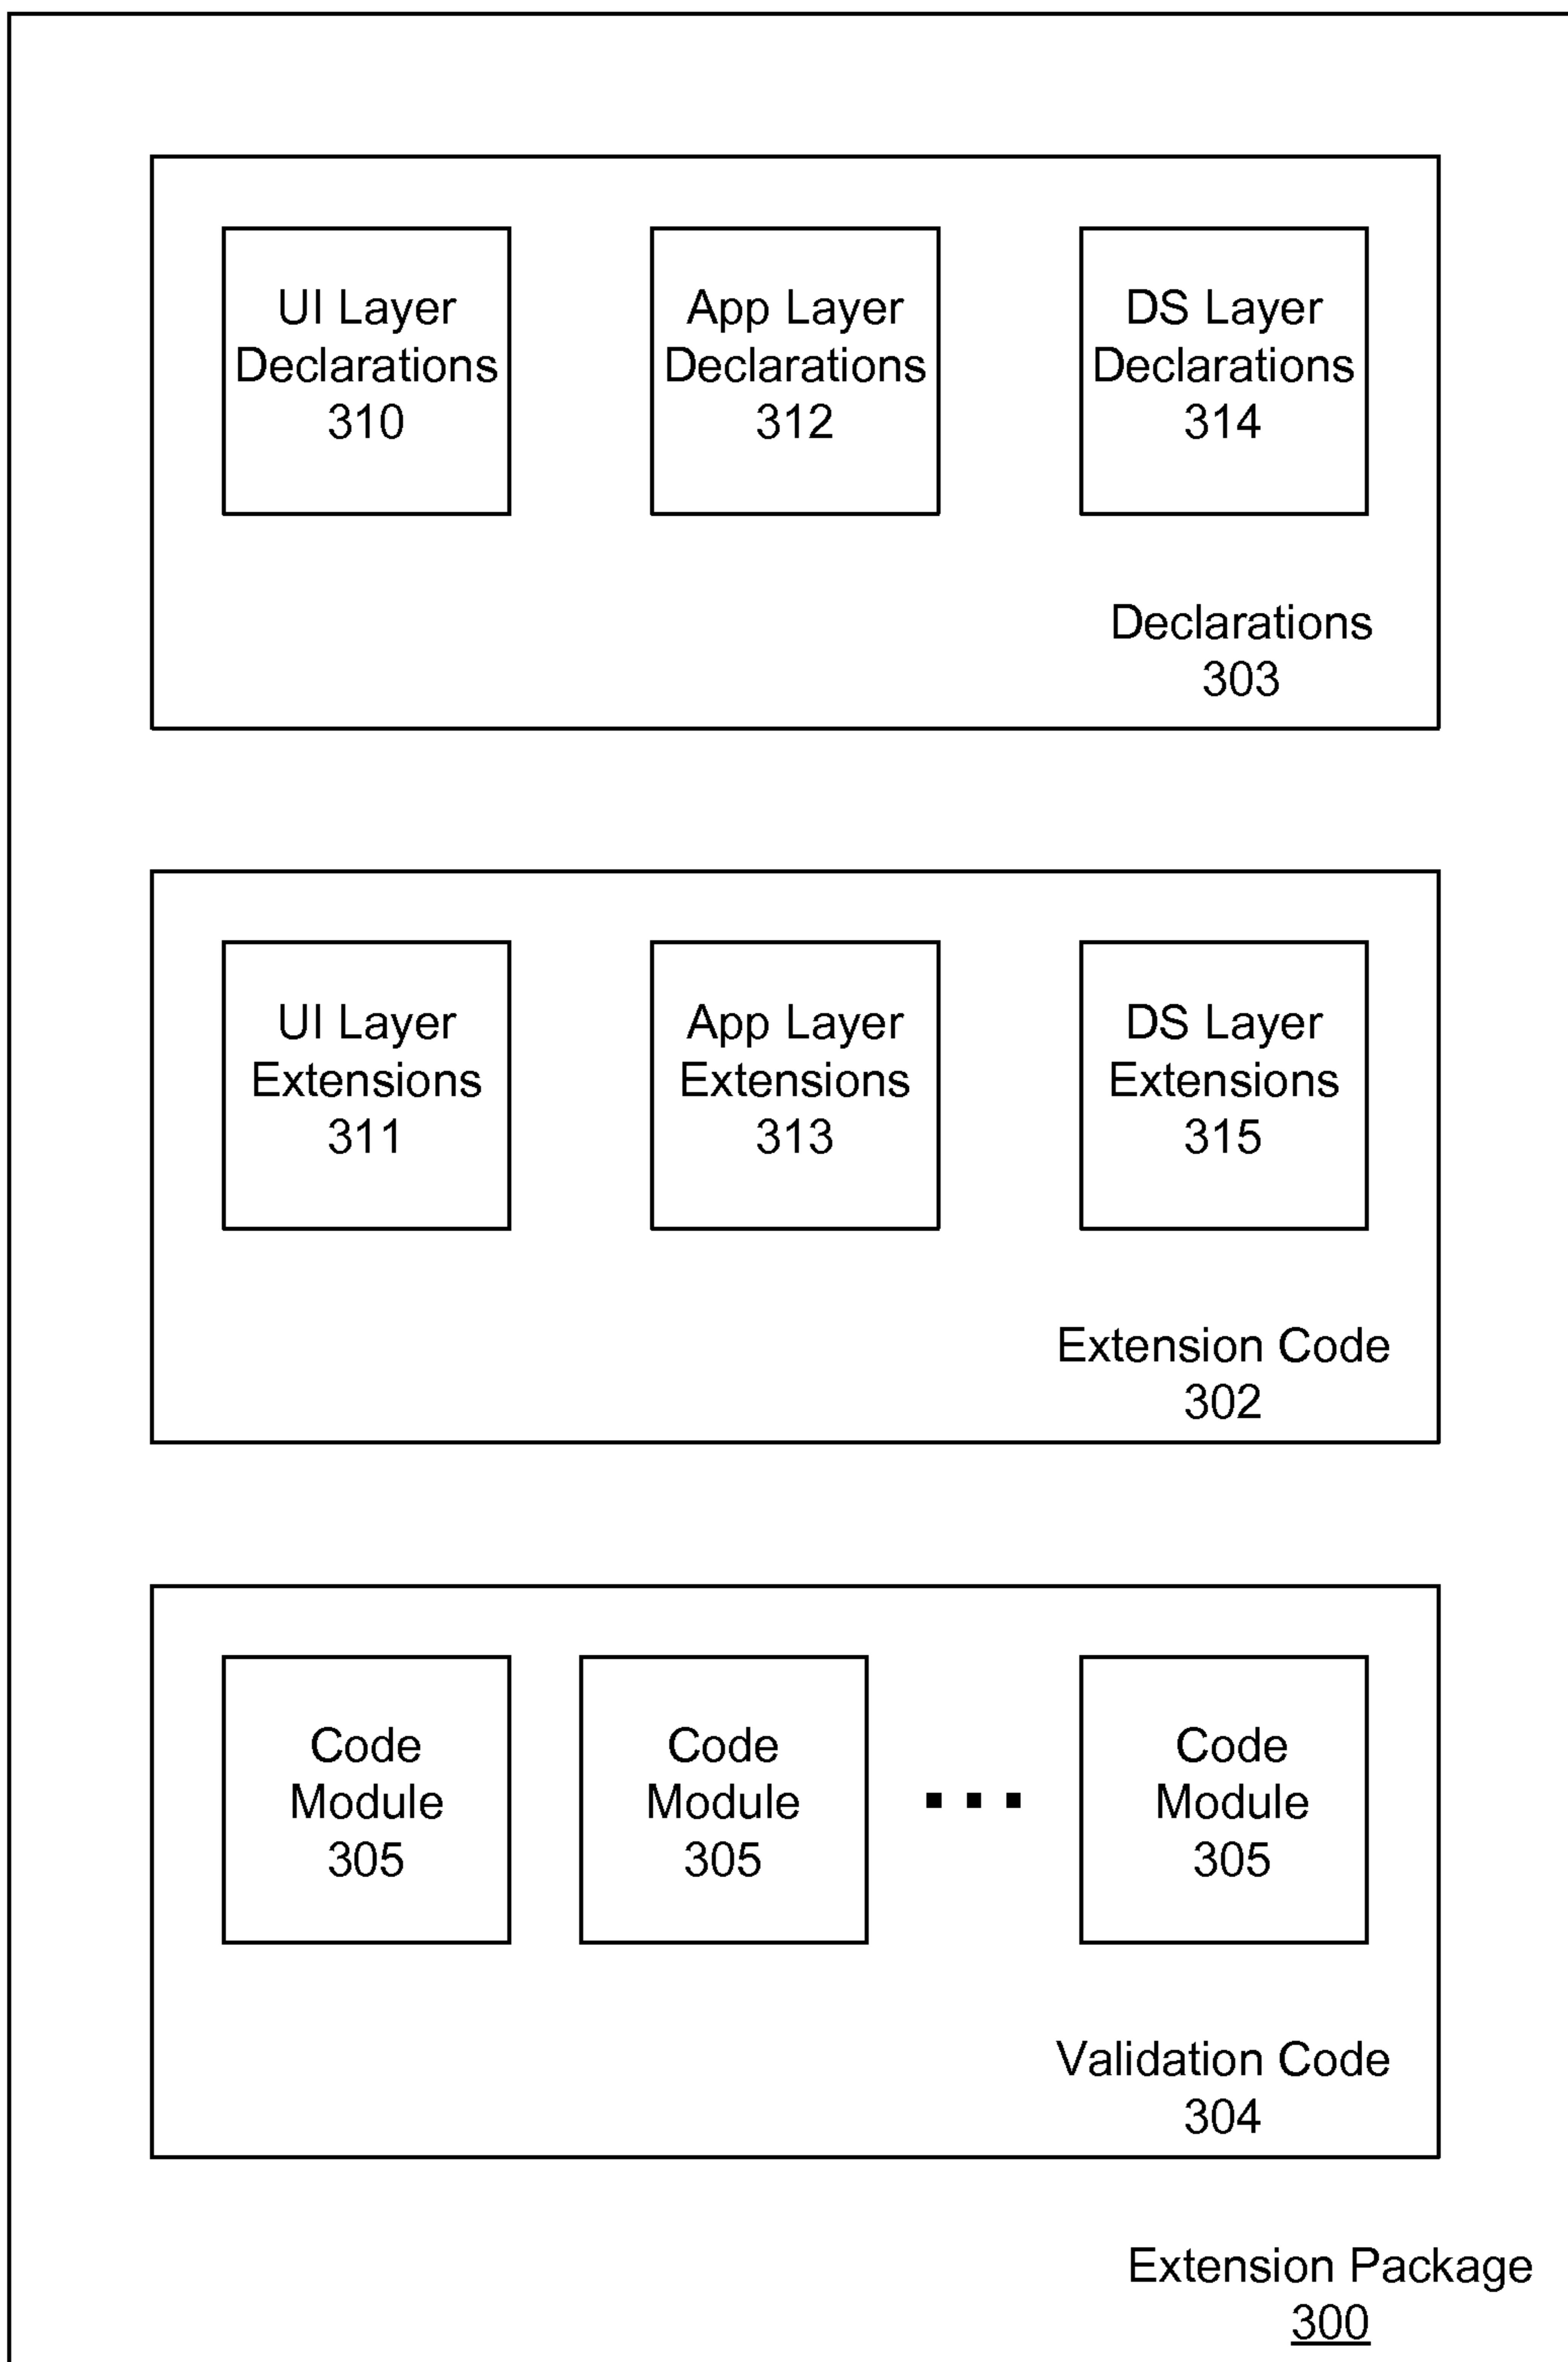 UI Layer
Declarations
310
App Layer
Declarations
312
DS Layer
Declarations
314
Declarations
303
UI Layer
Extensions
311
App Layer
Extensions
313
DS Layer
Extensions
315
Extension Code
302
Code
Module
305
Code
Module
305
Code
Module
305
Validation Code
304
Extension Package
300